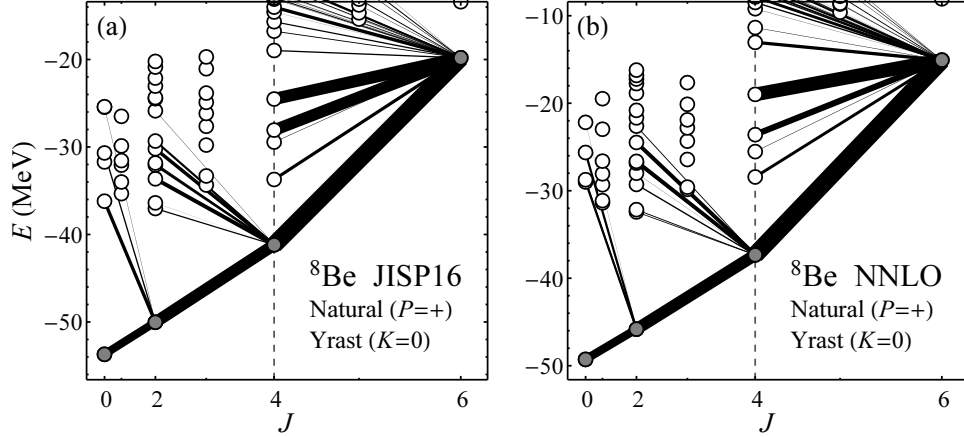 (a)
E (MeV)
−20
−30
−40
−50
⁸Be JISP16
Natural (P=+)
Yrast (K=0)
0 2 4 6
J
(b)
−10
−20
−30
−40
−50
⁸Be NNLO
Natural (P=+)
Yrast (K=0)
0 2 4 6
J